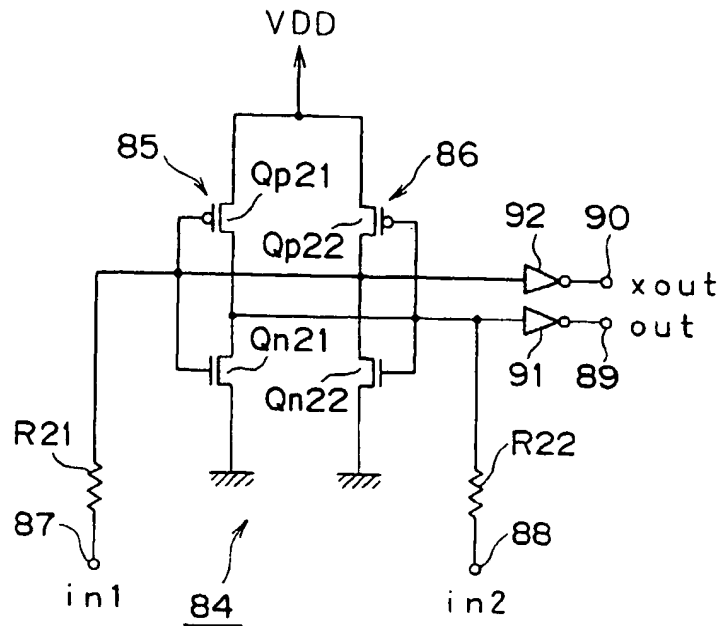 VDD
85
86
Qp21
Qp22
92
90
xout
out
Qn21
Qn22
91
89
R21
R22
87
88
in1
84
in2